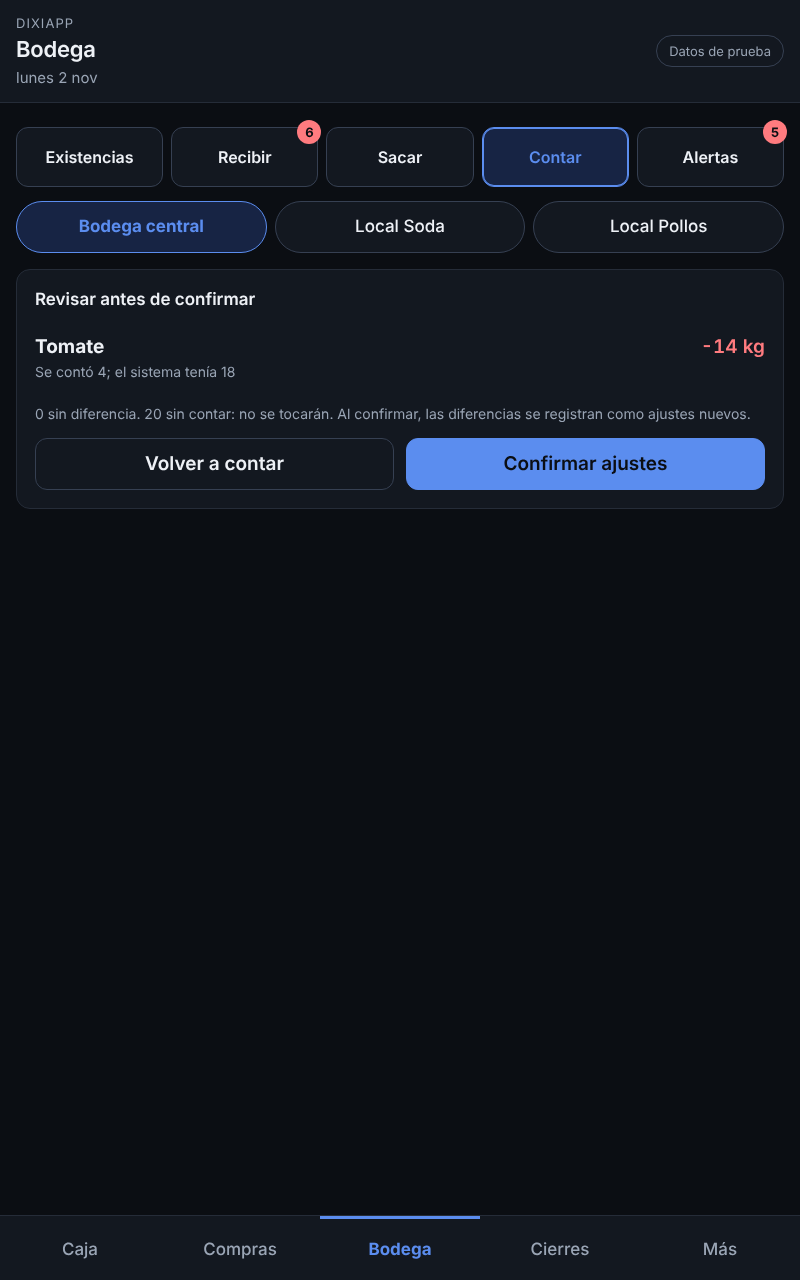 DIXIAPP
Bodega
lunes 2 nov
Datos de prueba
Existencias
Recibir
6
Sacar
Contar
Alertas
5
Bodega central
Local Soda
Local Pollos
Revisar antes de confirmar
Tomate
-14 kg
Se contó 4; el sistema tenía 18
0 sin diferencia. 20 sin contar: no se tocarán. Al confirmar, las diferencias se registran como ajustes nuevos.
Volver a contar
Confirmar ajustes
Caja
Compras
Bodega
Cierres
Más